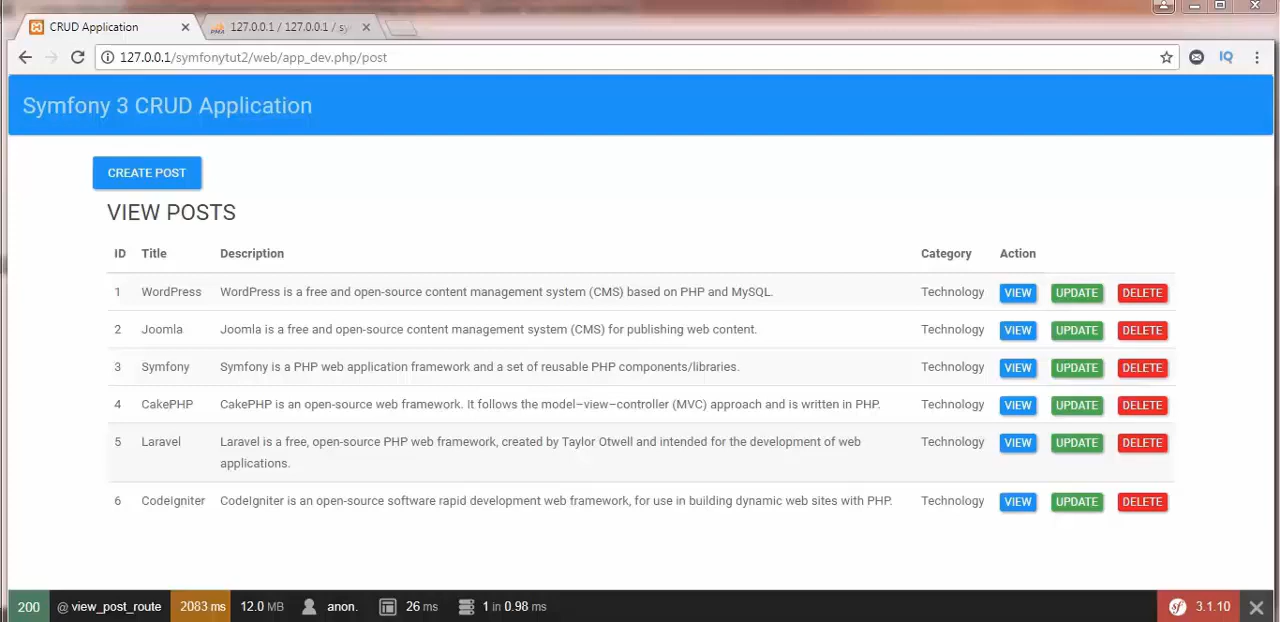 CRUD Application
127.0.0.1 / 127.0.0.1 / sy
127.0.0.1/symfonytut2/web/app_dev.php/post
IQ
Symfony 3 CRUD Application
CREATE POST
VIEW POSTS
ID Title Description Category Action
1 WordPress WordPress is a free and open-source content management system (CMS) based on PHP and MySQL. Technology VIEW UPDATE DELETE
2 Joomla Joomla is a free and open-source content management system (CMS) for publishing web content. Technology VIEW UPDATE DELETE
3 Symfony Symfony is a PHP web application framework and a set of reusable PHP components/libraries. Technology VIEW UPDATE DELETE
4 CakePHP CakePHP is an open-source web framework. It follows the model–view–controller (MVC) approach and is written in PHP. Technology VIEW UPDATE DELETE
5 Laravel Laravel is a free, open-source PHP web framework, created by Taylor Otwell and intended for the development of web Technology VIEW UPDATE DELETE
applications.
6 CodeIgniter CodeIgniter is an open-source software rapid development web framework, for use in building dynamic web sites with PHP. Technology VIEW UPDATE DELETE
200 @ view_post_route 2083 ms 12.0 MB anon. 26 ms 1 in 0.98 ms sf 3.1.10